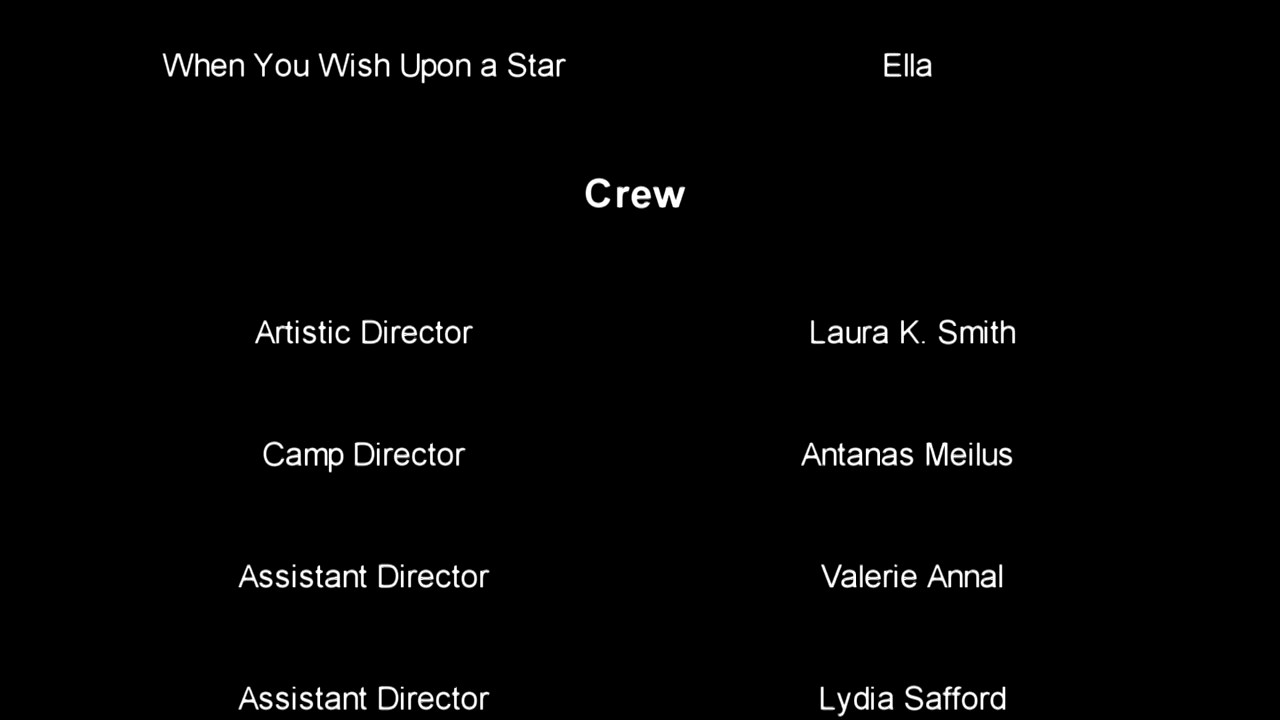 When You Wish Upon a Star Ella
Crew
Artistic Director Laura K. Smith
Camp Director Antanas Meilus
Assistant Director Valerie Annal
Assistant Director Lydia Safford